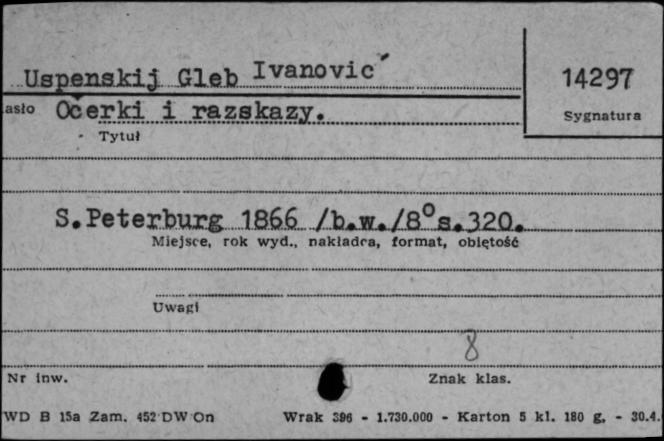 Uspenskij Gleb Ivanovič
14297
asło Očerki i razskazy.
Sygnatura
Tytuł
S.Peterburg 1866 /b.w./8° s.320.
Miejsce, rok wyd., nakładca, format, objętość
Uwagi
8
Nr inw.
Znak klas.
WD B 15a Zam. 452 DW On Wrak 396 - 1.730.000 - Karton 5 kl. 180 g. - 30.4.